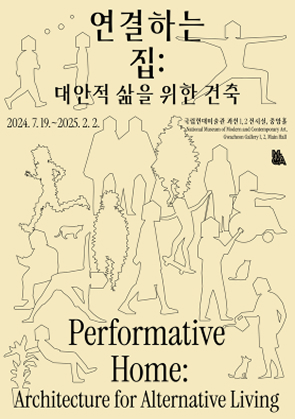 연결하는
집:
대안적 삶을 위한 건축
2024. 7. 19.~2025. 2. 2.
국립현대미술관 과천 1, 2 전시실, 중앙홀
National Museum of Modern and Contemporary Art,
Gwacheon Gallery 1, 2, Main Hall
Performative
Home:
Architecture for Alternative Living